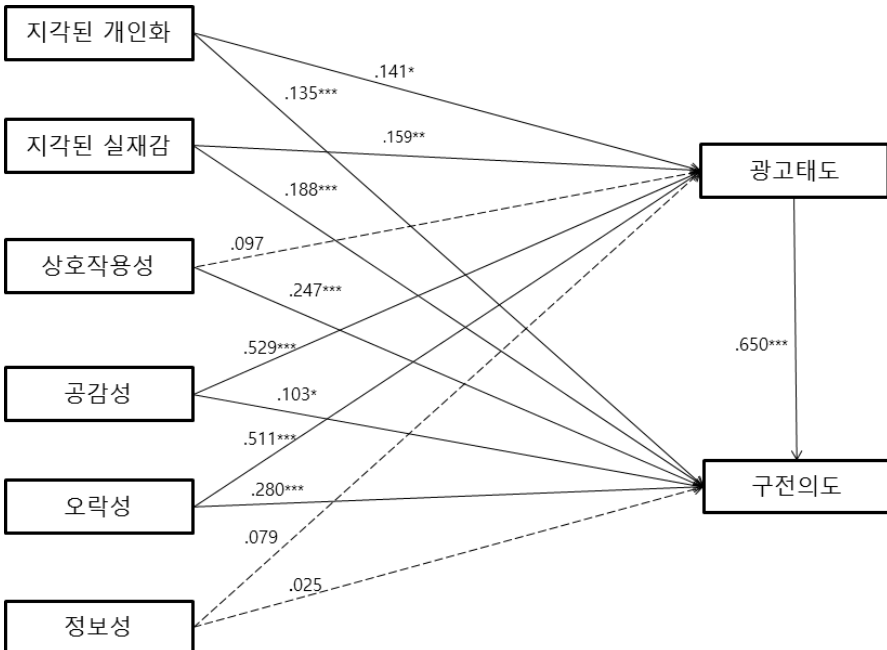 지각된 개인화
.141*
.135***
지각된 실재감
.159**
광고태도
.188***
.097
상호작용성
.247***
.529***
.650***
공감성
.103*
.511***
오락성
.280***
구전의도
.079
.025
정보성